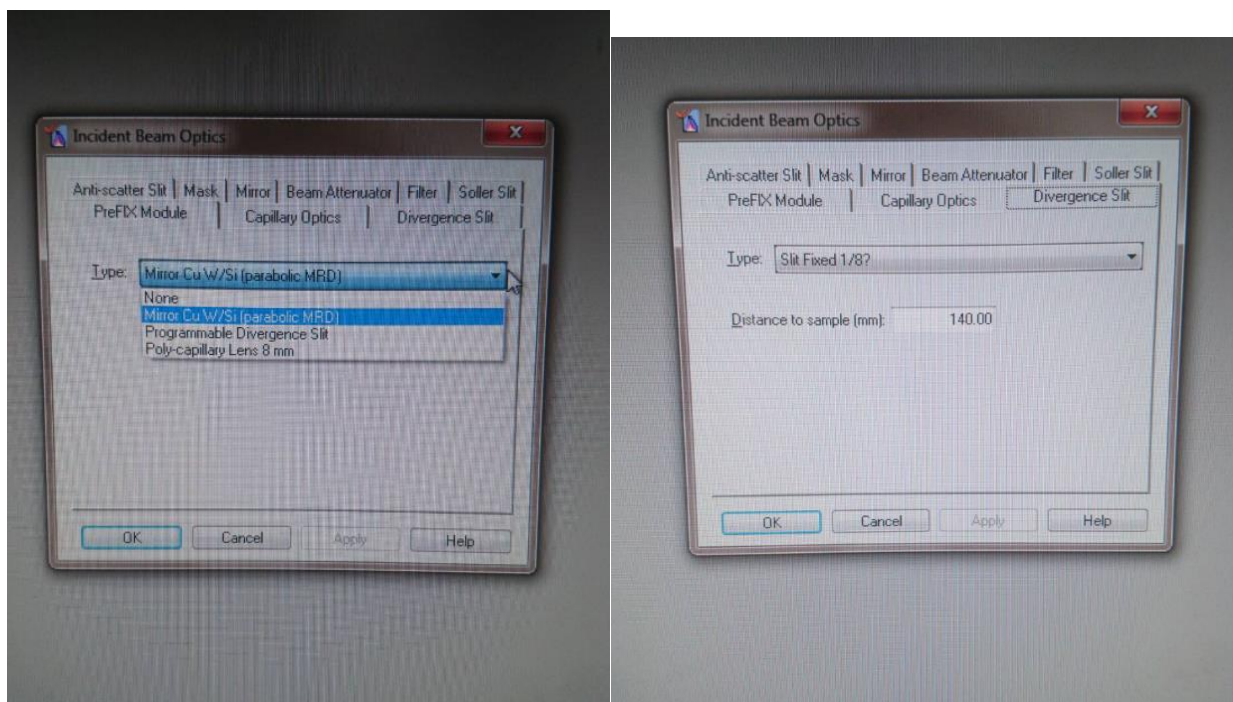 Incident Beam Optics
Anti-scatter Slit Mask Mirror Beam Attenuator Filter Soller Slit
PreFIX Module Capillary Optics Divergence Slit
Type: Mirror Cu W/Si (parabolic MRD)
None
Mirror Cu W/Si (parabolic MRD)
Programmable Divergence Slit
Poly-capillary Lens 8 mm
OK Cancel Apply Help
Incident Beam Optics
Anti-scatter Slit Mask Mirror Beam Attenuator Filter Soller Slit
PreFIX Module Capillary Optics Divergence Slit
Type: Slit Fixed 1/8?
Distance to sample (mm): 140.00
OK Cancel Apply Help